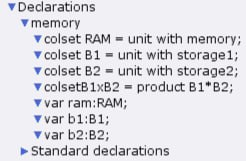 Declarations
memory
colset RAM = unit with memory;
colset B1 = unit with storage1;
colset B2 = unit with storage2;
colsetB1xB2 = product B1*B2;
var ram:RAM;
var b1:B1;
var b2:B2;
Standard declarations